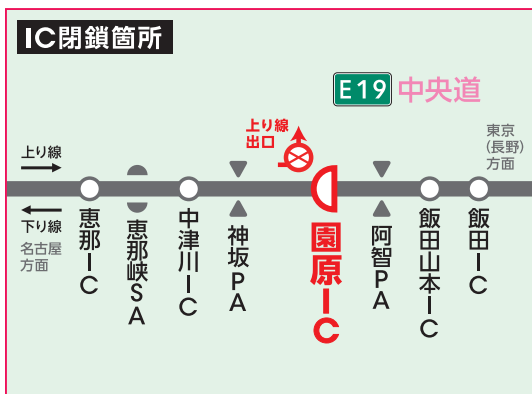 IC閉鎖箇所
E19 中央道
上り線
出口
東京
(長野)
方面
上り線
下り線
名古屋
方面
恵那IC
恵那峡SA
中津川IC
神坂PA
園原IC
阿智PA
飯田山本IC
飯田IC